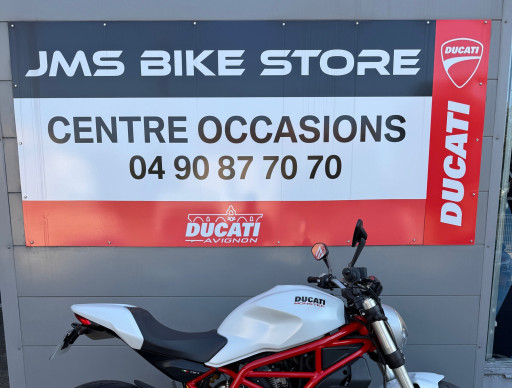 JMS BIKE STORE
DUCATI
CENTRE OCCASIONS
04 90 87 70 70
DUCATI
DUCATI
AVIGNON
DUCATI